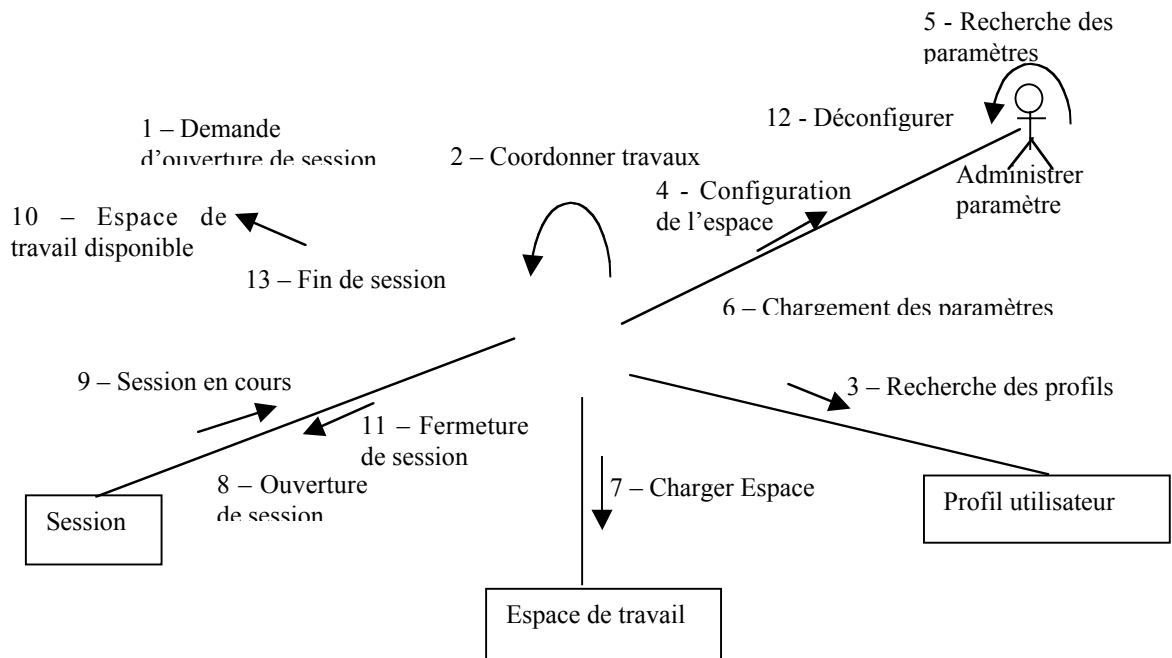 5 - Recherche des
paramètres
12 - Déconfigurer
1 – Demande
d'ouverture de session
2 – Coordonner travaux
4 - Configuration
de l'espace
Administrer
paramètre
10 – Espace de
travail disponible
13 – Fin de session
6 – Chargement des paramètres
9 – Session en cours
3 – Recherche des profils
11 – Fermeture
de session
8 – Ouverture
de session
7 – Charger Espace
Session
Profil utilisateur
Espace de travail